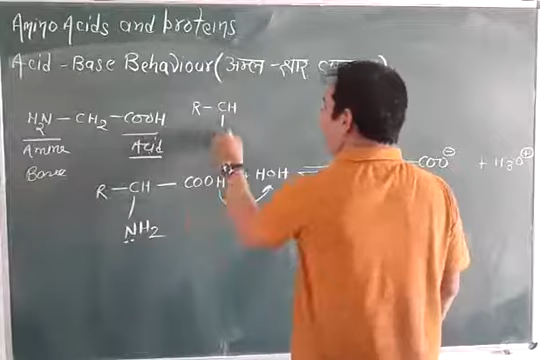 Amino Acids and proteins
Acid-Base Behaviour (अम्ल-क्षार
H2N-CH2-COOH
Amine Acid
Base
R-CH
R-CH-COOH + HOH ⇌ COO⊖ + H3O⊕
NH2